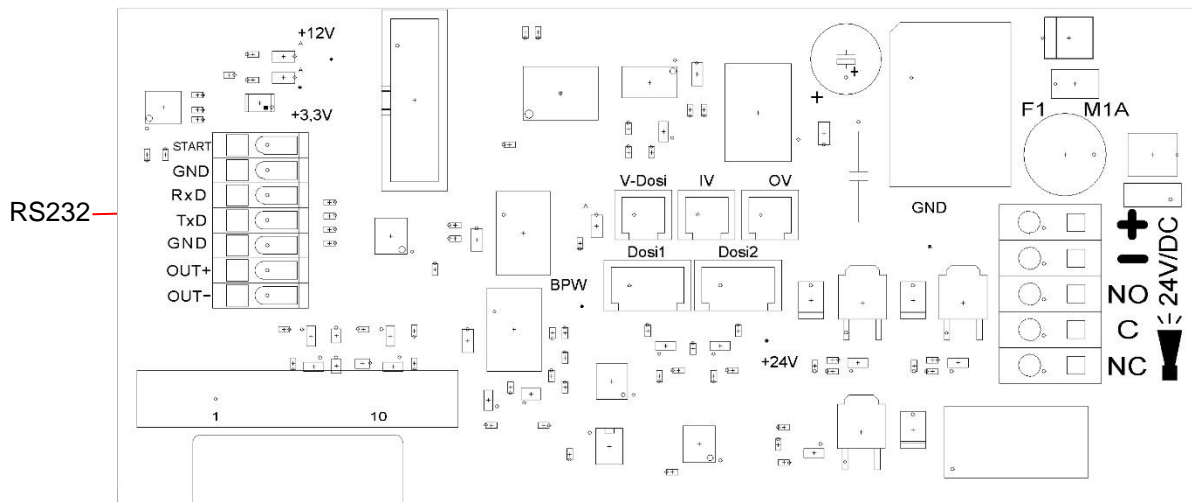 +12V
+3,3V
START
GND
RxD
TxD
GND
OUT+
OUT-
RS232
1 10
V-Dosi IV OV
Dosi1 Dosi2
BPW
+24V
GND
F1 M1A
+
-
24V/DC
NO
C
NC